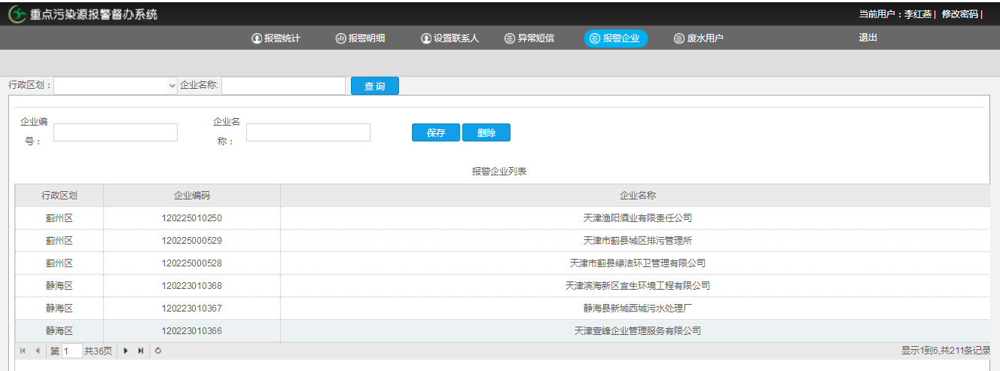 重点污染源报警督办系统
当前用户：李红燕| 修改密码|
报警统计 报警明细 设置联系人 异常短信 报警企业 废水用户 退出
行政区划： 企业名称: 查 询
企业编号： 企业名称： 保存 删除
报警企业列表
行政区划 企业编码 企业名称
蓟州区 120225010250 天津渔阳酒业有限责任公司
蓟州区 120225000529 天津市蓟县城区排污管理所
蓟州区 120225000528 天津市蓟县绿洁环卫管理有限公司
静海区 120223010368 天津滨海新区宜生环境工程有限公司
静海区 120223010367 静海县新城西城污水处理厂
静海区 120223010366 天津壹峰企业管理服务有限公司
第 1 共36页 显示1到6,共211条记录